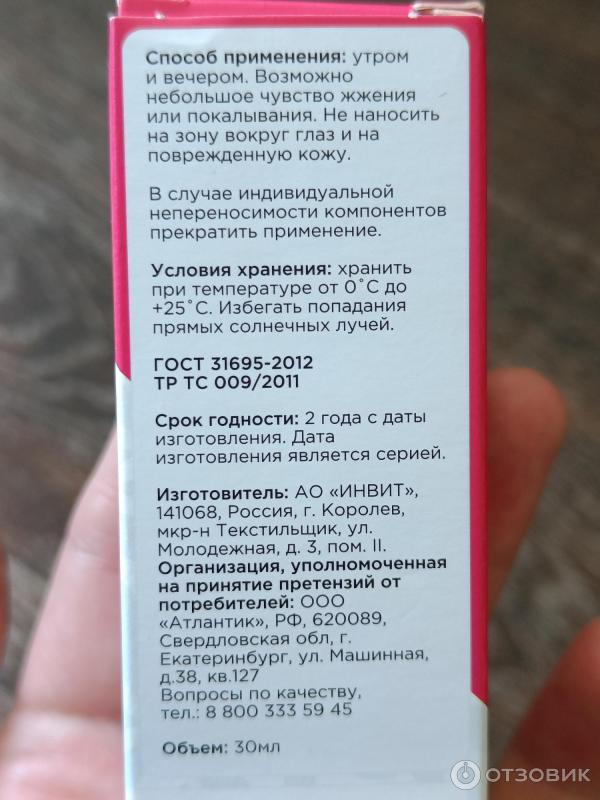 Способ применения: утром
и вечером. Возможно
небольшое чувство жжения
или покалывания. Не наносить
на зону вокруг глаз и на
поврежденную кожу.
В случае индивидуальной
непереносимости компонентов
прекратить применение.
Условия хранения: хранить
при температуре от 0˚С до
+25˚С. Избегать попадания
прямых солнечных лучей.
ГОСТ 31695-2012
ТР ТС 009/2011
Срок годности: 2 года с даты
изготовления. Дата
изготовления является серией.
Изготовитель: АО «ИНВИТ»,
141068, Россия, г. Королев,
мкр-н Текстильщик, ул.
Молодежная, д. 3, пом. II.
Организация, уполномоченная
на принятие претензий от
потребителей: ООО
«Атлантик», РФ, 620089,
Свердловская обл, г.
Екатеринбург, ул. Машинная,
д.38, кв.127
Вопросы по качеству,
тел.: 8 800 333 59 45
Объем: 30мл
ОТЗОВИК